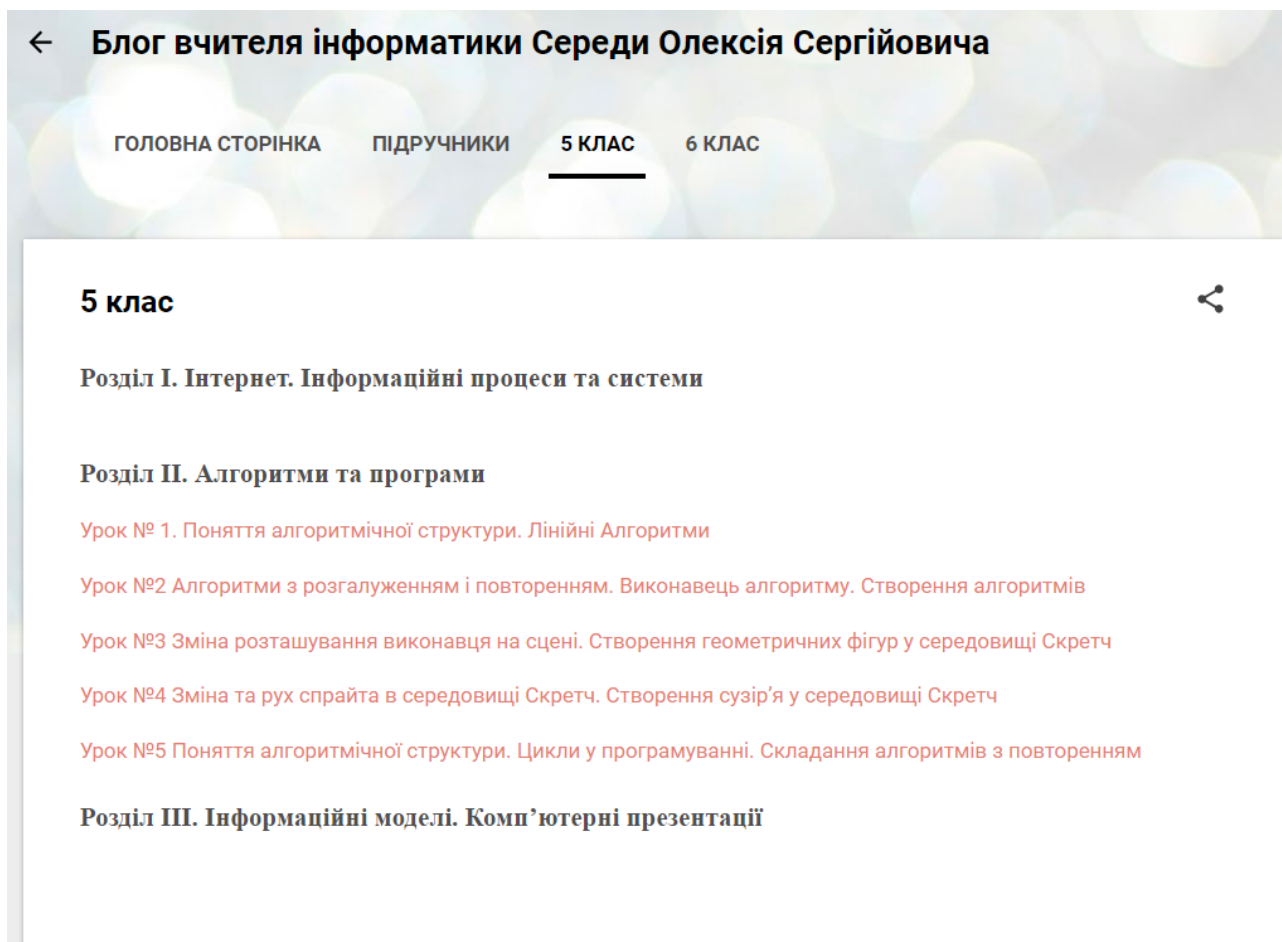 Блог вчителя інформатики Середи Олексія Сергійовича
ГОЛОВНА СТОРІНКА ПІДРУЧНИКИ 5 КЛАС 6 КЛАС
5 клас
Розділ І. Інтернет. Інформаційні процеси та системи
Розділ ІІ. Алгоритми та програми
Урок № 1. Поняття алгоритмічної структури. Лінійні Алгоритми
Урок №2 Алгоритми з розгалуженням і повторенням. Виконавець алгоритму. Створення алгоритмів
Урок №3 Зміна розташування виконавця на сцені. Створення геометричних фігур у середовищі Скретч
Урок №4 Зміна та рух спрайта в середовищі Скретч. Створення сузір’я у середовищі Скретч
Урок №5 Поняття алгоритмічної структури. Цикли у програмуванні. Складання алгоритмів з повторенням
Розділ ІІІ. Інформаційні моделі. Комп’ютерні презентації